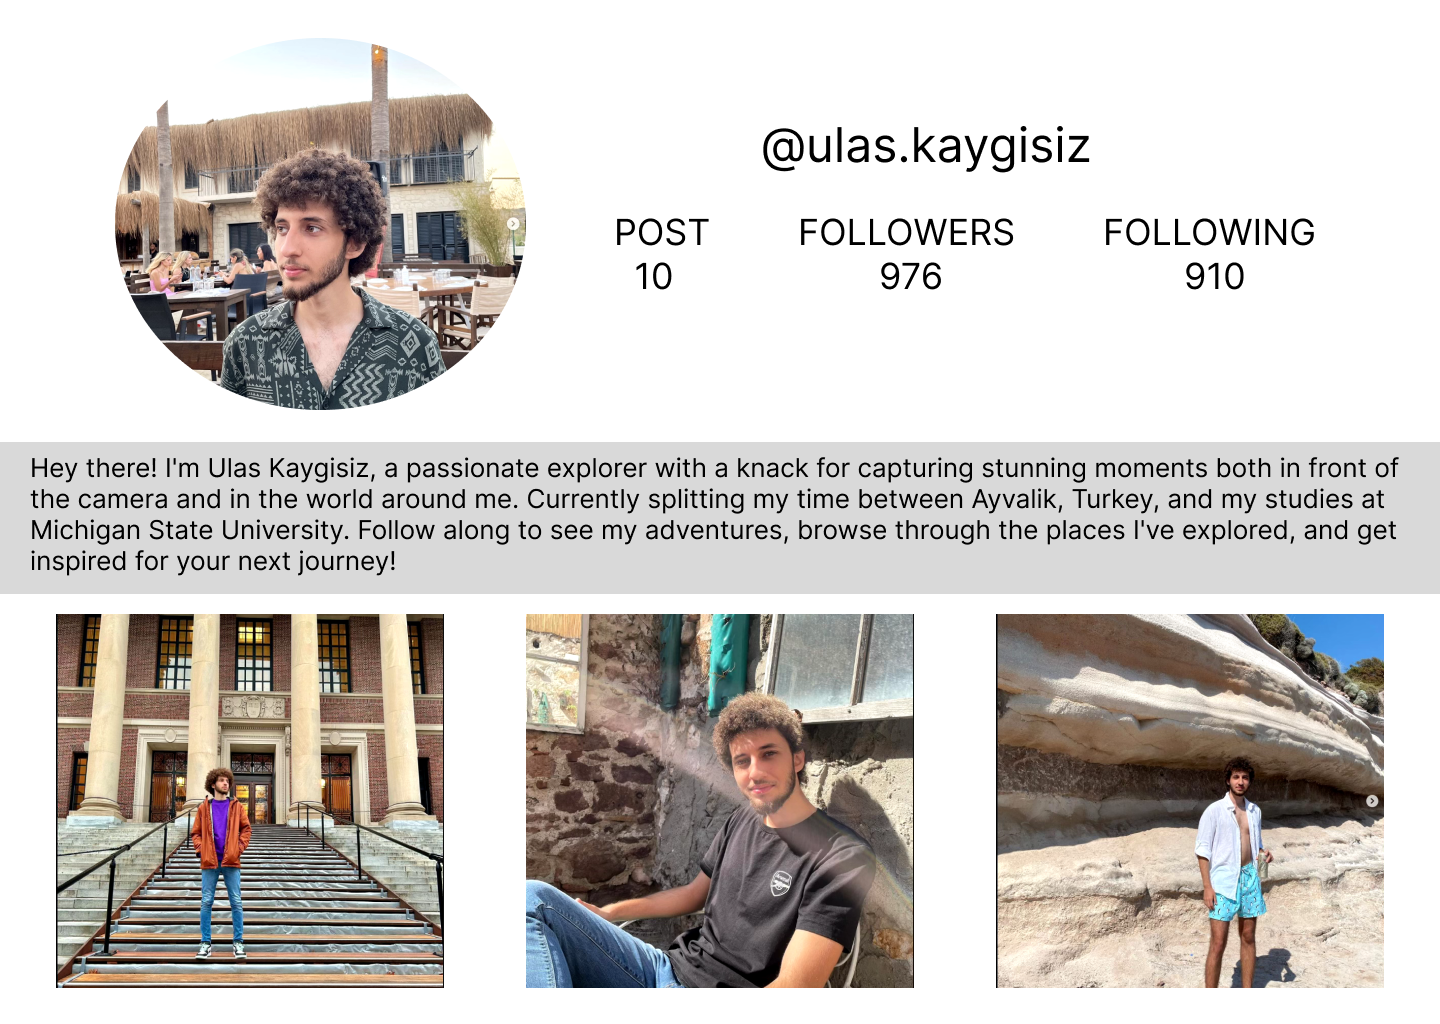 @ulas.kaygisiz
POST FOLLOWERS FOLLOWING
10 976 910
Hey there! I'm Ulas Kaygisiz, a passionate explorer with a knack for capturing stunning moments both in front of
the camera and in the world around me. Currently splitting my time between Ayvalik, Turkey, and my studies at
Michigan State University. Follow along to see my adventures, browse through the places I've explored, and get
inspired for your next journey!